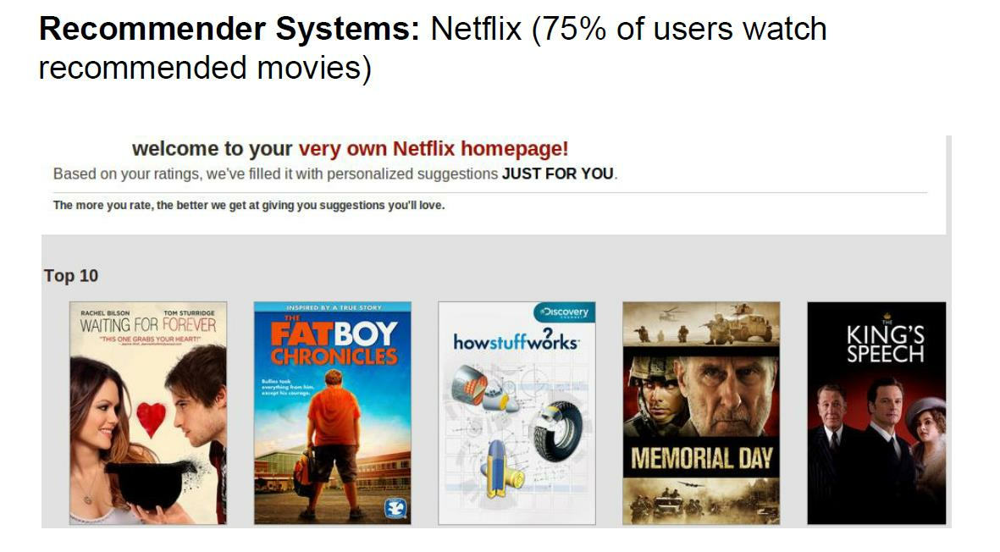 Recommender Systems: Netflix (75% of users watch
recommended movies)
welcome to your very own Netflix homepage!
Based on your ratings, we've filled it with personalized suggestions JUST FOR YOU.
The more you rate, the better we get at giving you suggestions you'll love.
Top 10
RACHEL BILSON TOM STURRIDGE
WAITING FOR FOREVER
"THIS ONE GRABS YOUR HEART!"
INSPIRED BY A TRUE STORY
THE
FATBOY
CHRONICLES
Bullies took
everything from him,
except his courage.
Discovery
CHANNEL
howstuffworks
MEMORIAL DAY
THE
KING'S
SPEECH